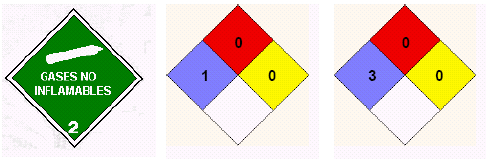 GASES NO
INFLAMABLES
2
0
1 0
0
3 0